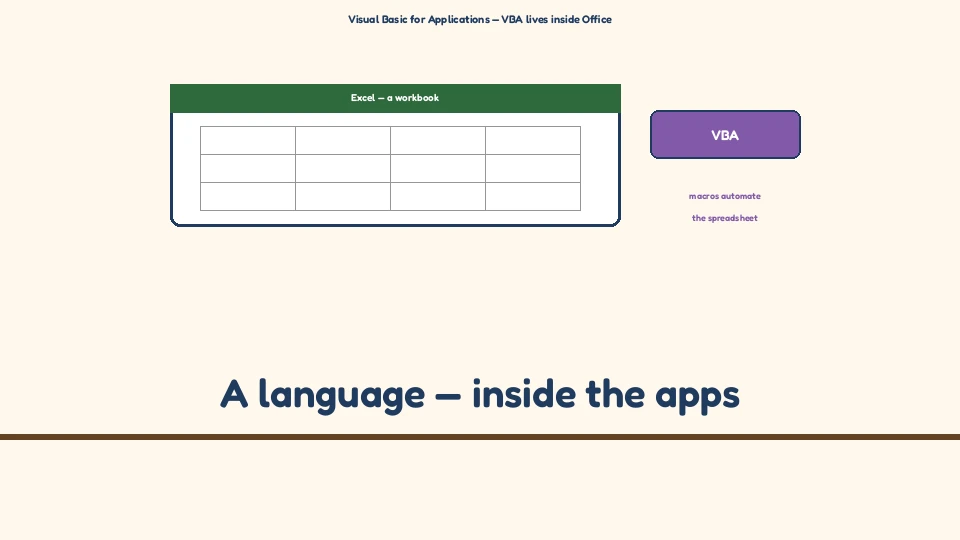 Visual Basic for Applications — VBA lives inside Office
Excel — a workbook
VBA
macros automate
the spreadsheet
A language — inside the apps